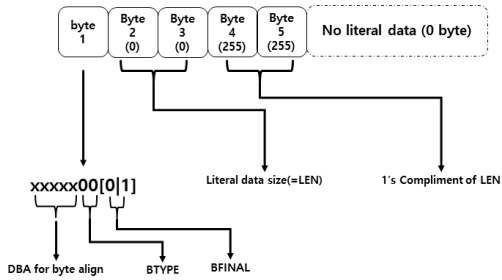 byte
1
Byte
2
(0)
Byte
3
(0)
Byte
4
(255)
Byte
5
(255)
No literal data (0 byte)
Literal data size(=LEN)
1's Compliment of LEN
xxxxx00[0|1]
DBA for byte align
BTYPE
BFINAL